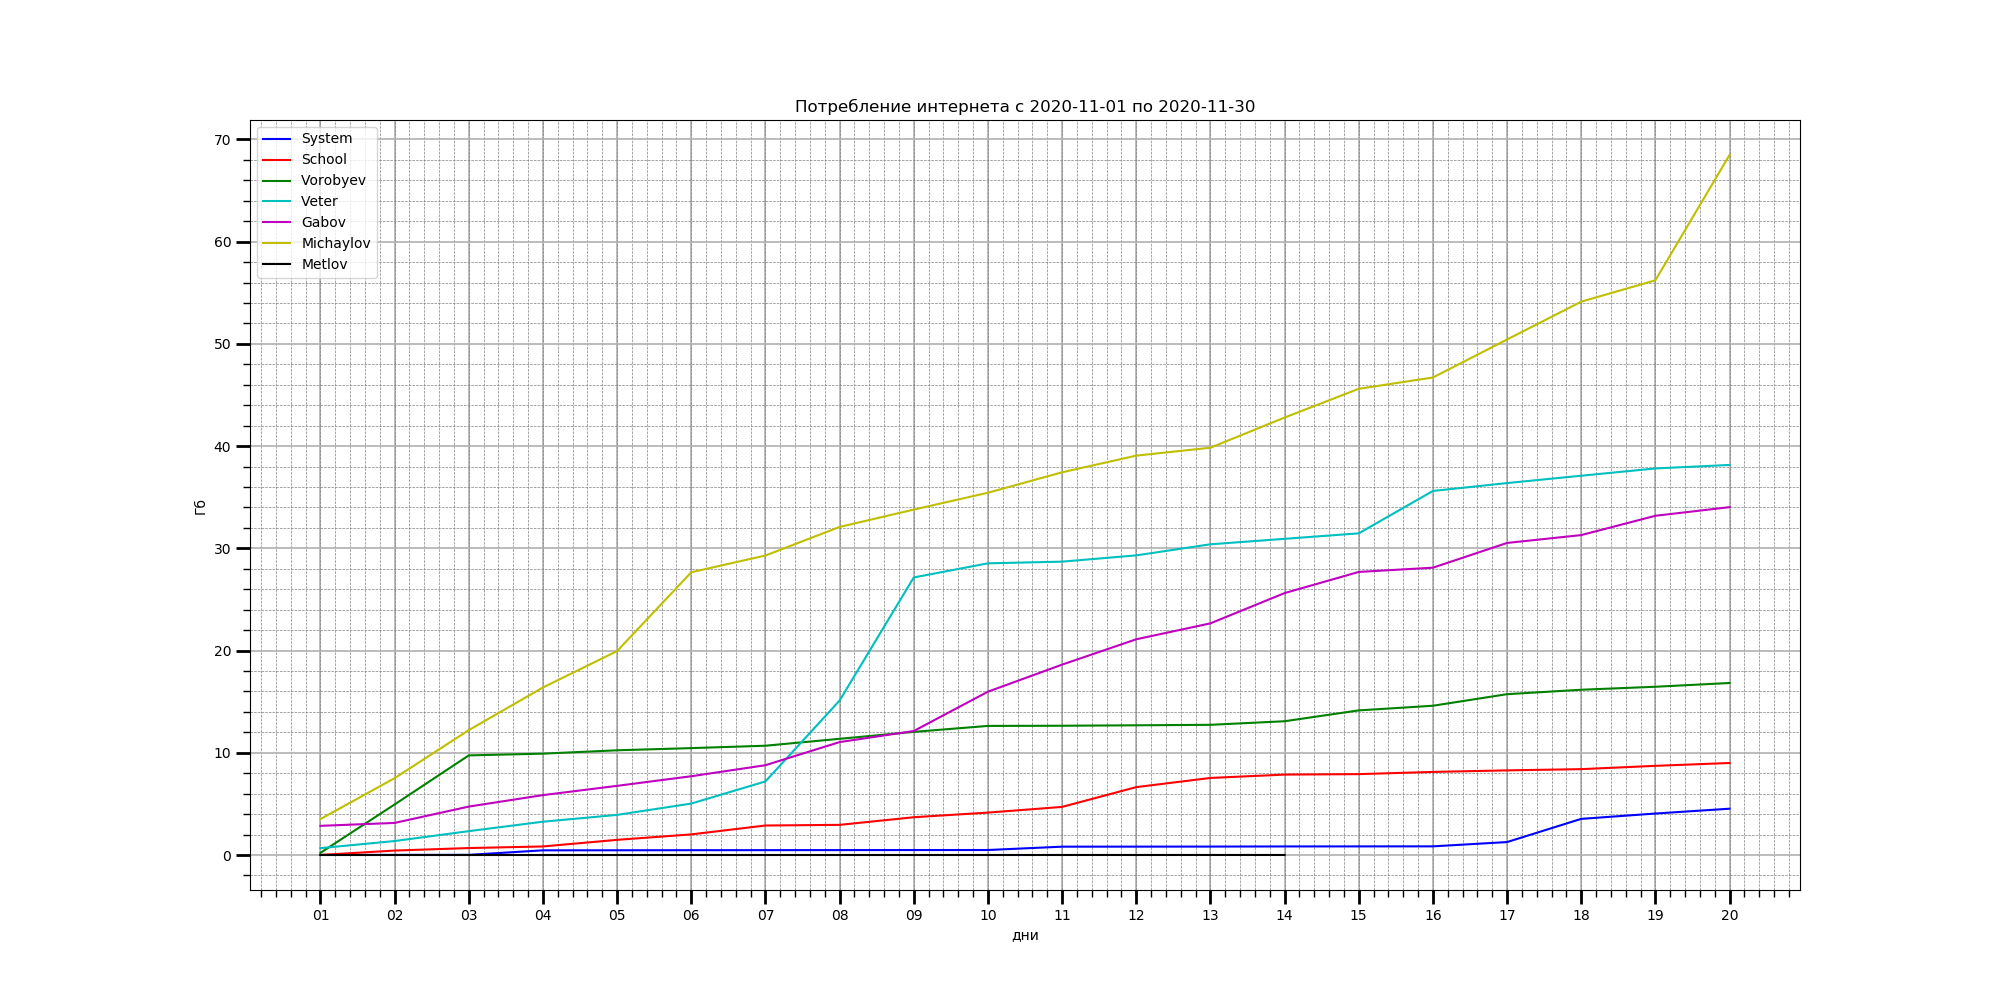 Потребление интернета с 2020-11-01 по 2020-11-30
70
60
50
40
30
20
10
0
Гб
System
School
Vorobyev
Veter
Gabov
Michaylov
Metlov
01 02 03 04 05 06 07 08 09 10 11 12 13 14 15 16 17 18 19 20
дни